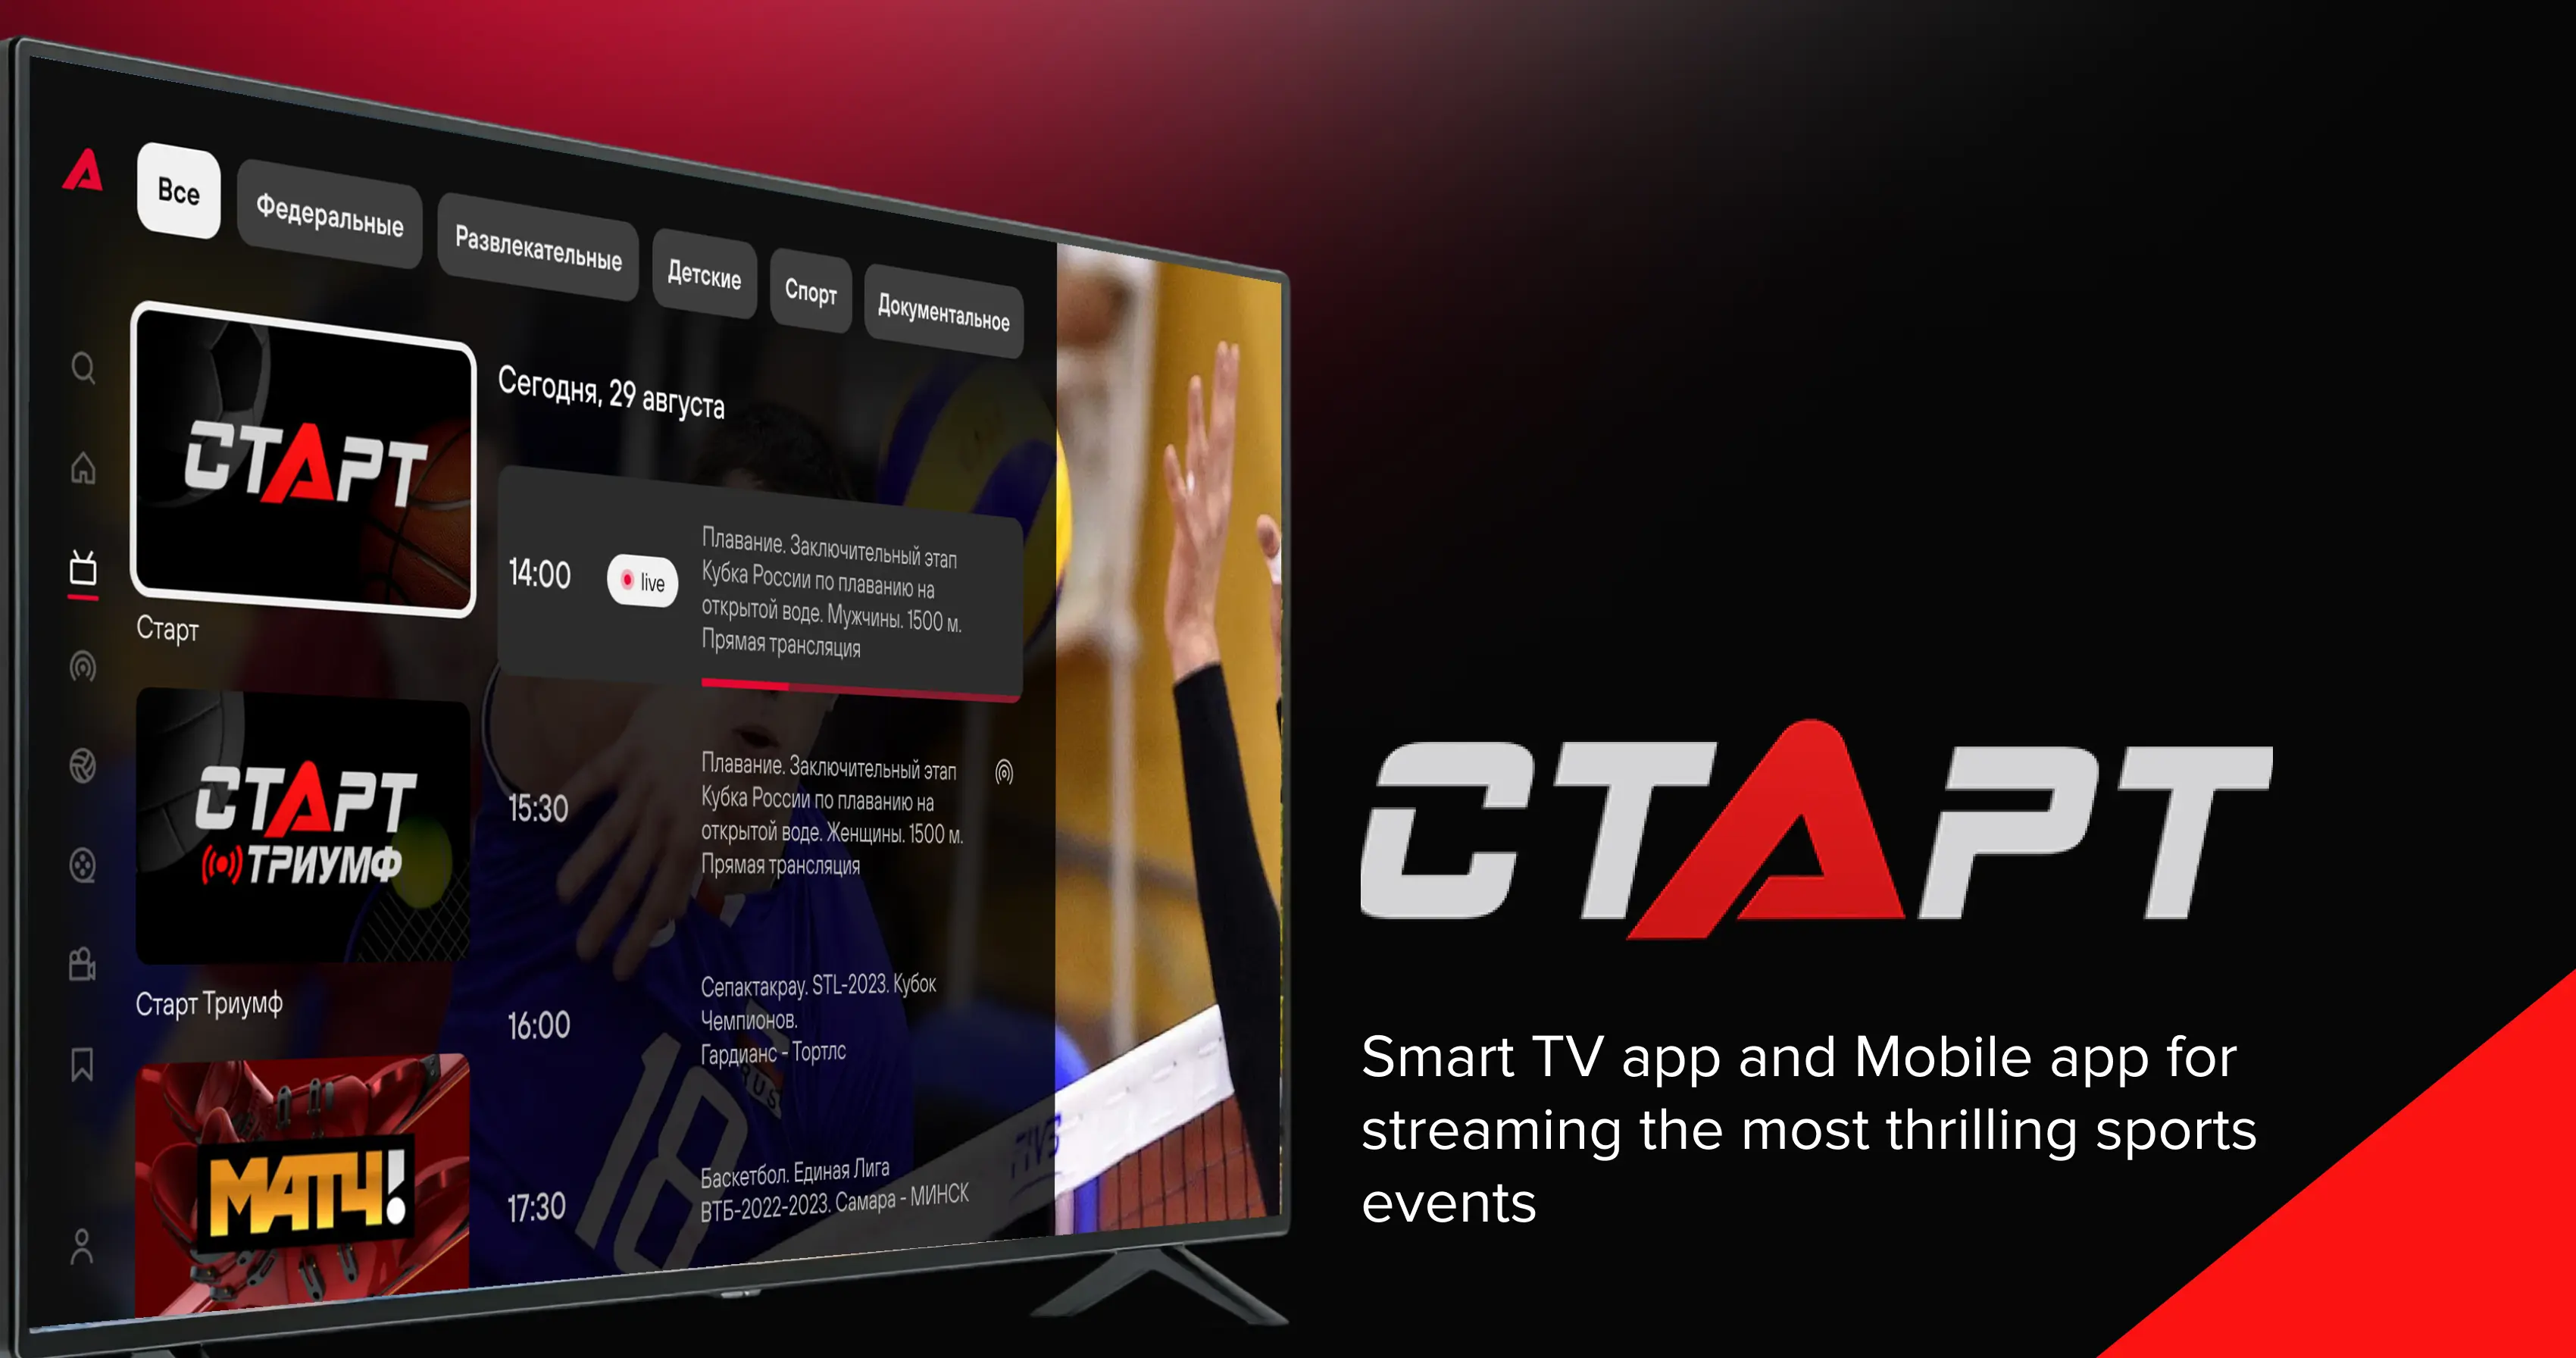 Все
Федеральные
Развлекательные
Детские
Спорт
Документальное
СТАРТ
Старт
СТАРТ
ТРИУМФ
Старт Триумф
МАТЧ!
Сегодня, 29 августа
14:00
live
Плавание. Заключительный этап
Кубка России по плаванию на
открытой воде. Мужчины. 1500 м.
Прямая трансляция
15:30
Плавание. Заключительный этап
Кубка России по плаванию на
открытой воде. Женщины. 1500 м.
Прямая трансляция
16:00
Сепактакрау. STL-2023. Кубок
Чемпионов.
Гардианс - Тортлс
17:30
Баскетбол. Единая Лига
ВТБ-2022-2023. Самара - МИНСК
18
RUS
FIVB
СТАРТ
Smart TV app and Mobile app for
streaming the most thrilling sports
events